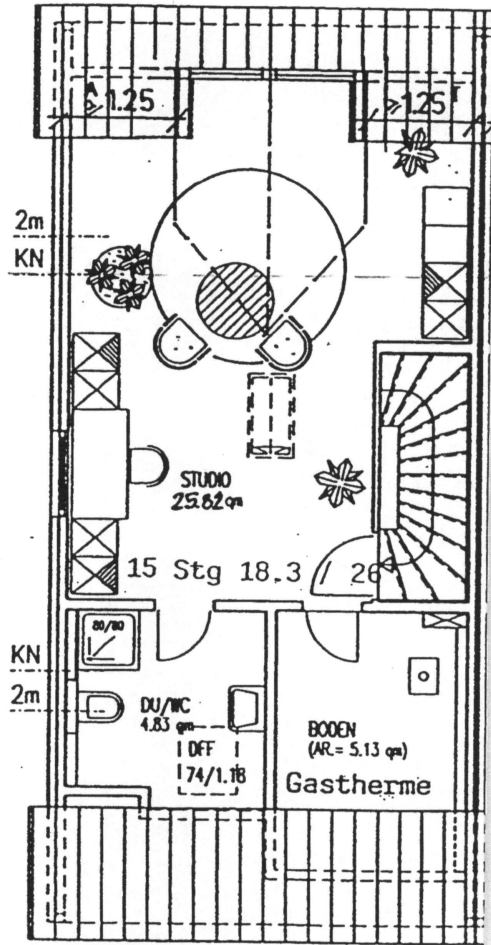 A
≥1.25
≥1.25
T
2m
KN
STUDIO
25.82 qm
15 Stg 18.3 / 26
KN
2m
80/80
DU/WC
4.83 qm
DFF
74/1.18
BODEN
(AR.= 5.13 qm)
Gastherme